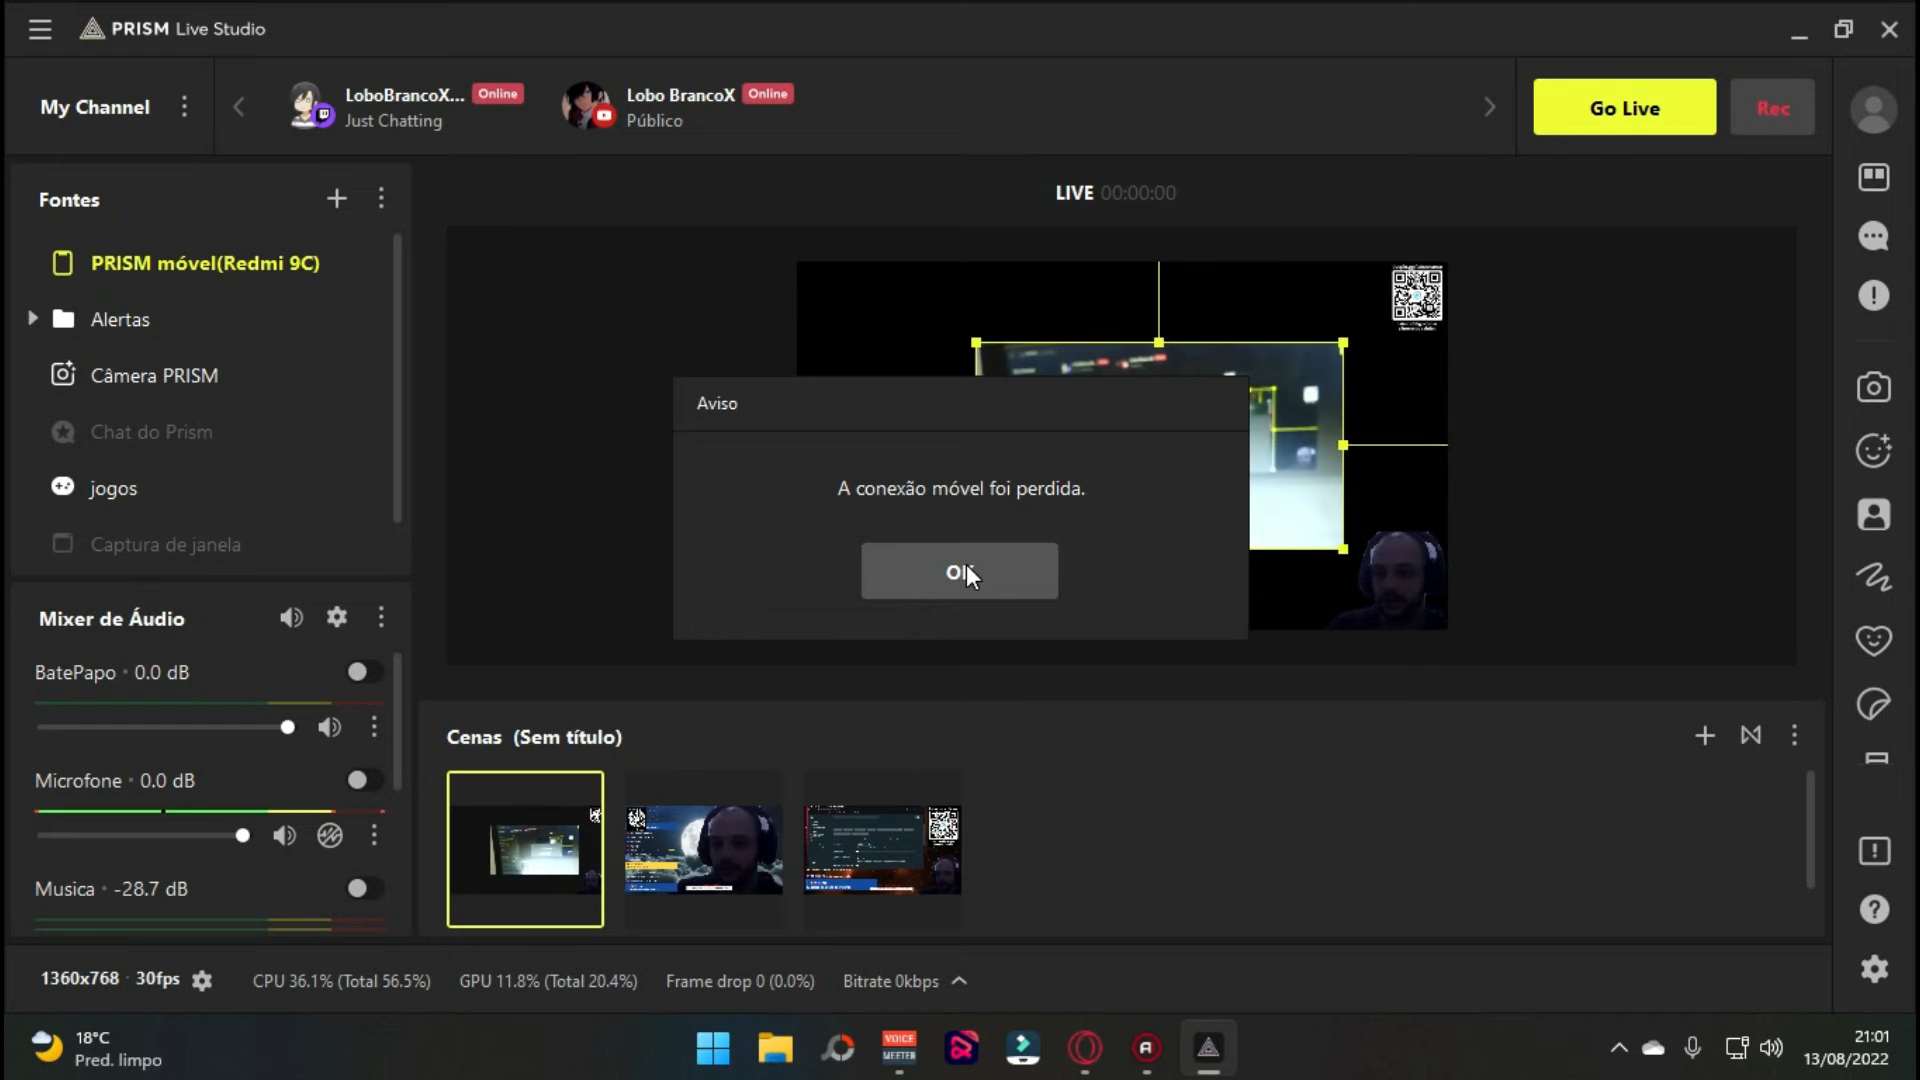 PRISM Live Studio
My Channel
LoboBrancoX... Online
Just Chatting
Lobo BrancoX Online
Público
Go Live
Rec
Fontes
PRISM móvel(Redmi 9C)
Alertas
Câmera PRISM
Chat do Prism
jogos
Captura de janela
LIVE 00:00:00
Aviso
A conexão móvel foi perdida.
Mixer de Áudio
BatePapo • 0.0 dB
Microfone • 0.0 dB
Musica • -28.7 dB
Cenas (Sem título)
1360x768 · 30fps
CPU 36.1% (Total 56.5%)
GPU 11.8% (Total 20.4%)
Frame drop 0 (0.0%)
Bitrate 0kbps
18°C
Pred. limpo
VOICE
MEETER
21:01
13/08/2022